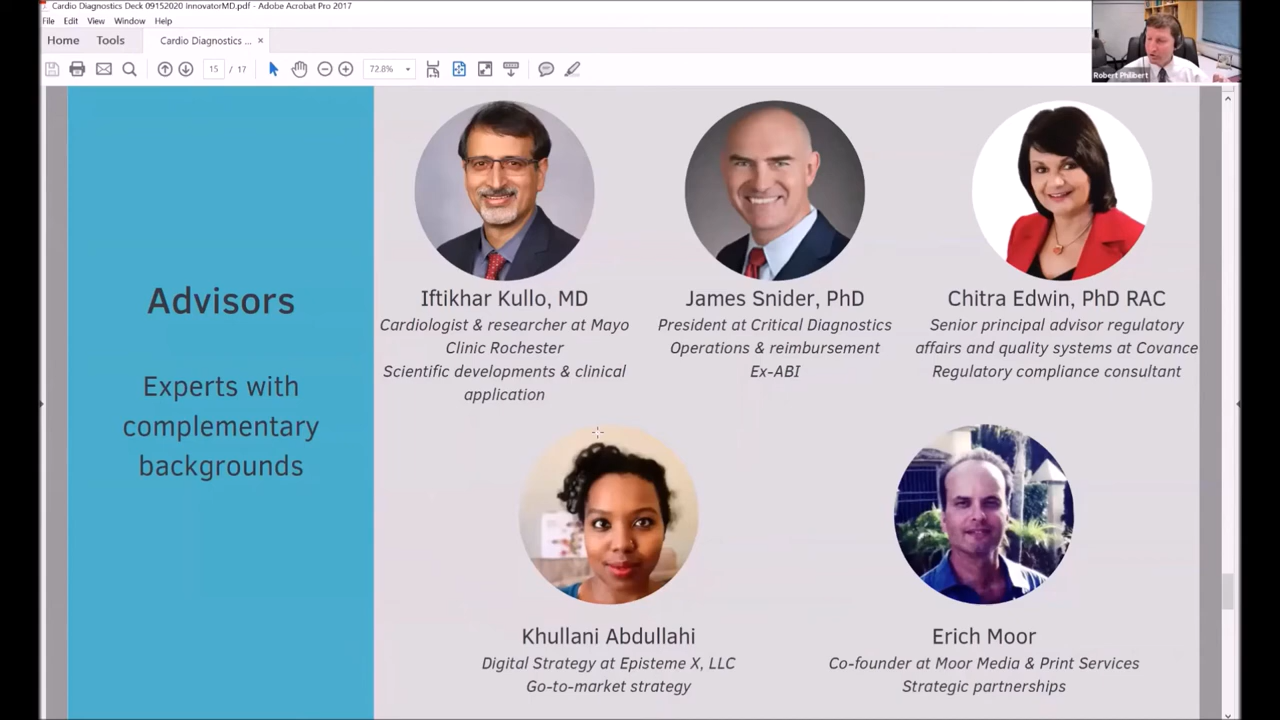 Cardio Diagnostics Deck 09152020 InnovatorMD.pdf - Adobe Acrobat Pro 2017
File Edit View Window Help
Home Tools Cardio Diagnostics ... ×
15 / 17 72.8%
Robert Philibert
Advisors
Experts with
complementary
backgrounds
Iftikhar Kullo, MD
Cardiologist & researcher at Mayo
Clinic Rochester
Scientific developments & clinical
application
James Snider, PhD
President at Critical Diagnostics
Operations & reimbursement
Ex-ABI
Chitra Edwin, PhD RAC
Senior principal advisor regulatory
affairs and quality systems at Covance
Regulatory compliance consultant
Khullani Abdullahi
Digital Strategy at Episteme X, LLC
Go-to-market strategy
Erich Moor
Co-founder at Moor Media & Print Services
Strategic partnerships